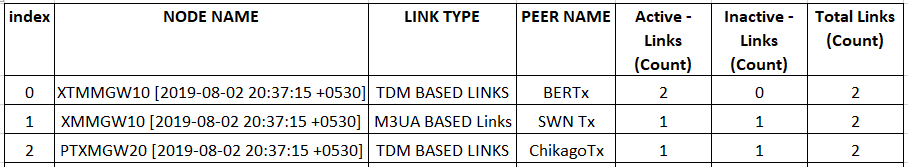 index NODE NAME LINK TYPE PEER NAME Active - Links (Count) Inactive - Links (Count) Total Links (Count)
0 XTMMGW10 [2019-08-02 20:37:15 +0530] TDM BASED LINKS BERTx 2 0 2
1 XMMGW10 [2019-08-02 20:37:15 +0530] M3UA BASED Links SWN Tx 1 1 2
2 PTXMGW20 [2019-08-02 20:37:15 +0530] TDM BASED LINKS ChikagoTx 1 1 2